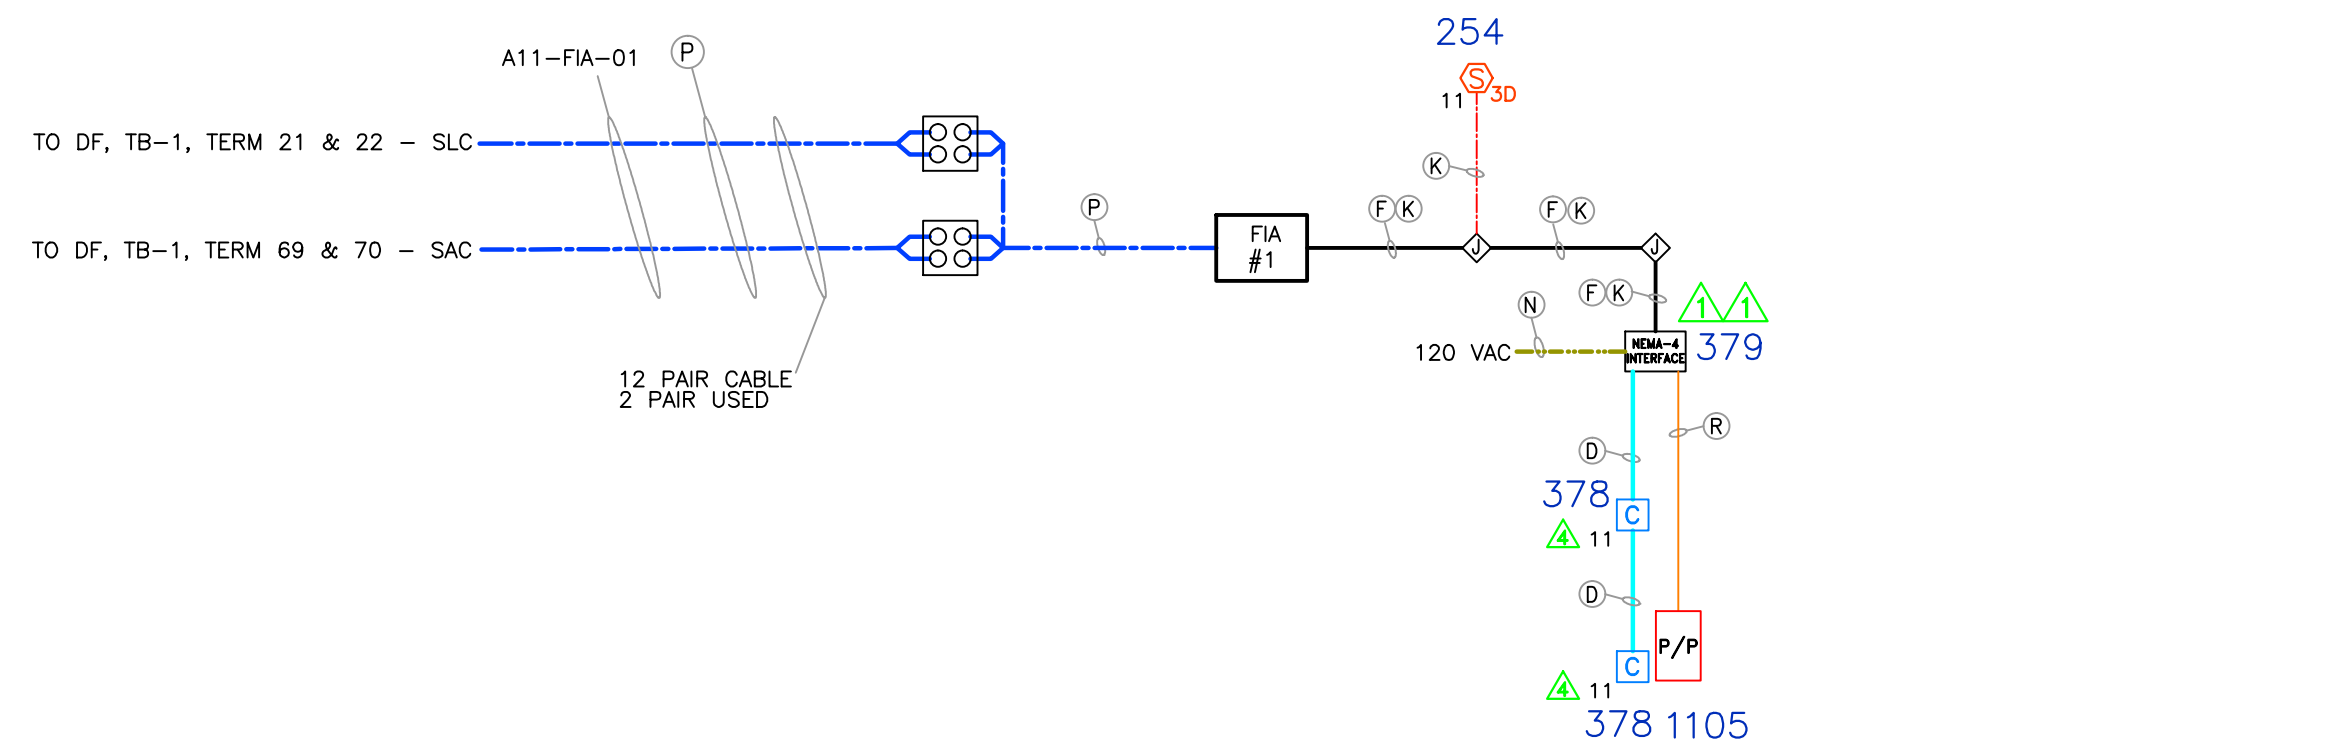 254
A11-FIA-01
P
S
11
3D
TO DF, TB-1, TERM 21 & 22 - SLC
K
P
F K
F K
FIA
#1
J
J
TO DF, TB-1, TERM 69 & 70 - SAC
F K
1 1
N
120 VAC
NEMA-4
INTERFACE
379
12 PAIR CABLE
2 PAIR USED
R
D
378
C
4
11
D
P/P
C
4
11
378
1105